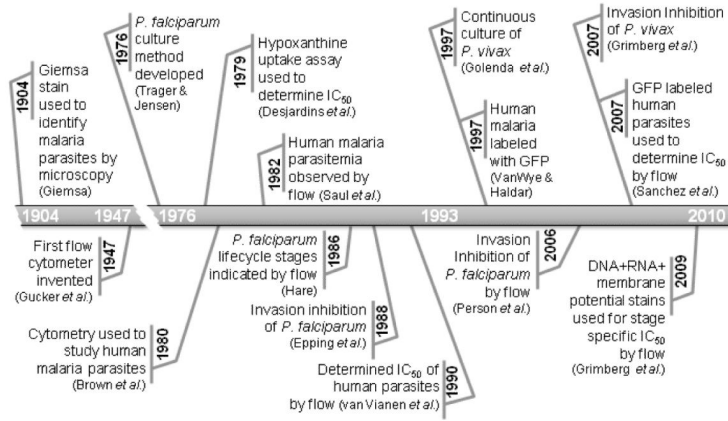 1904
Giemsa
stain
used to
identify
malaria
parasites by
microscopy
(Giemsa)
1976
P. falciparum
culture
method
developed
(Trager &
Jensen)
1979
Hypoxanthine
uptake assay
used to
determine IC50
(Desjardins et al.)
1982
Human malaria
parasitemia
observed by
flow (Saul et al.)
1997
Continuous
culture of
P. vivax
(Golenda et al.)
1997
Human
malaria
labeled
with GFP
(VanWye &
Haldar)
2007
Invasion Inhibition
of P. vivax
(Grimberg et al.)
2007
GFP labeled
human
parasites
used to
determine IC50
by flow
(Sanchez et al.)
1904 1947 1976 1993 2010
First flow
cytometer
invented
(Gucker et al.)
1947
Cytometry used to
study human
malaria parasites
(Brown et al.)
1980
P. falciparum
lifecycle stages
indicated by flow
(Hare)
1986
Invasion inhibition
of P. falciparum
(Epping et al.)
1988
Determined IC50 of
human parasites
by flow (van Vianen et al.)
1990
Invasion
Inhibition of
P. falciparum
by flow
(Person et al.)
2006
DNA+RNA+
membrane
potential stains
used for stage
specific IC50
by flow
(Grimberg et al.)
2009